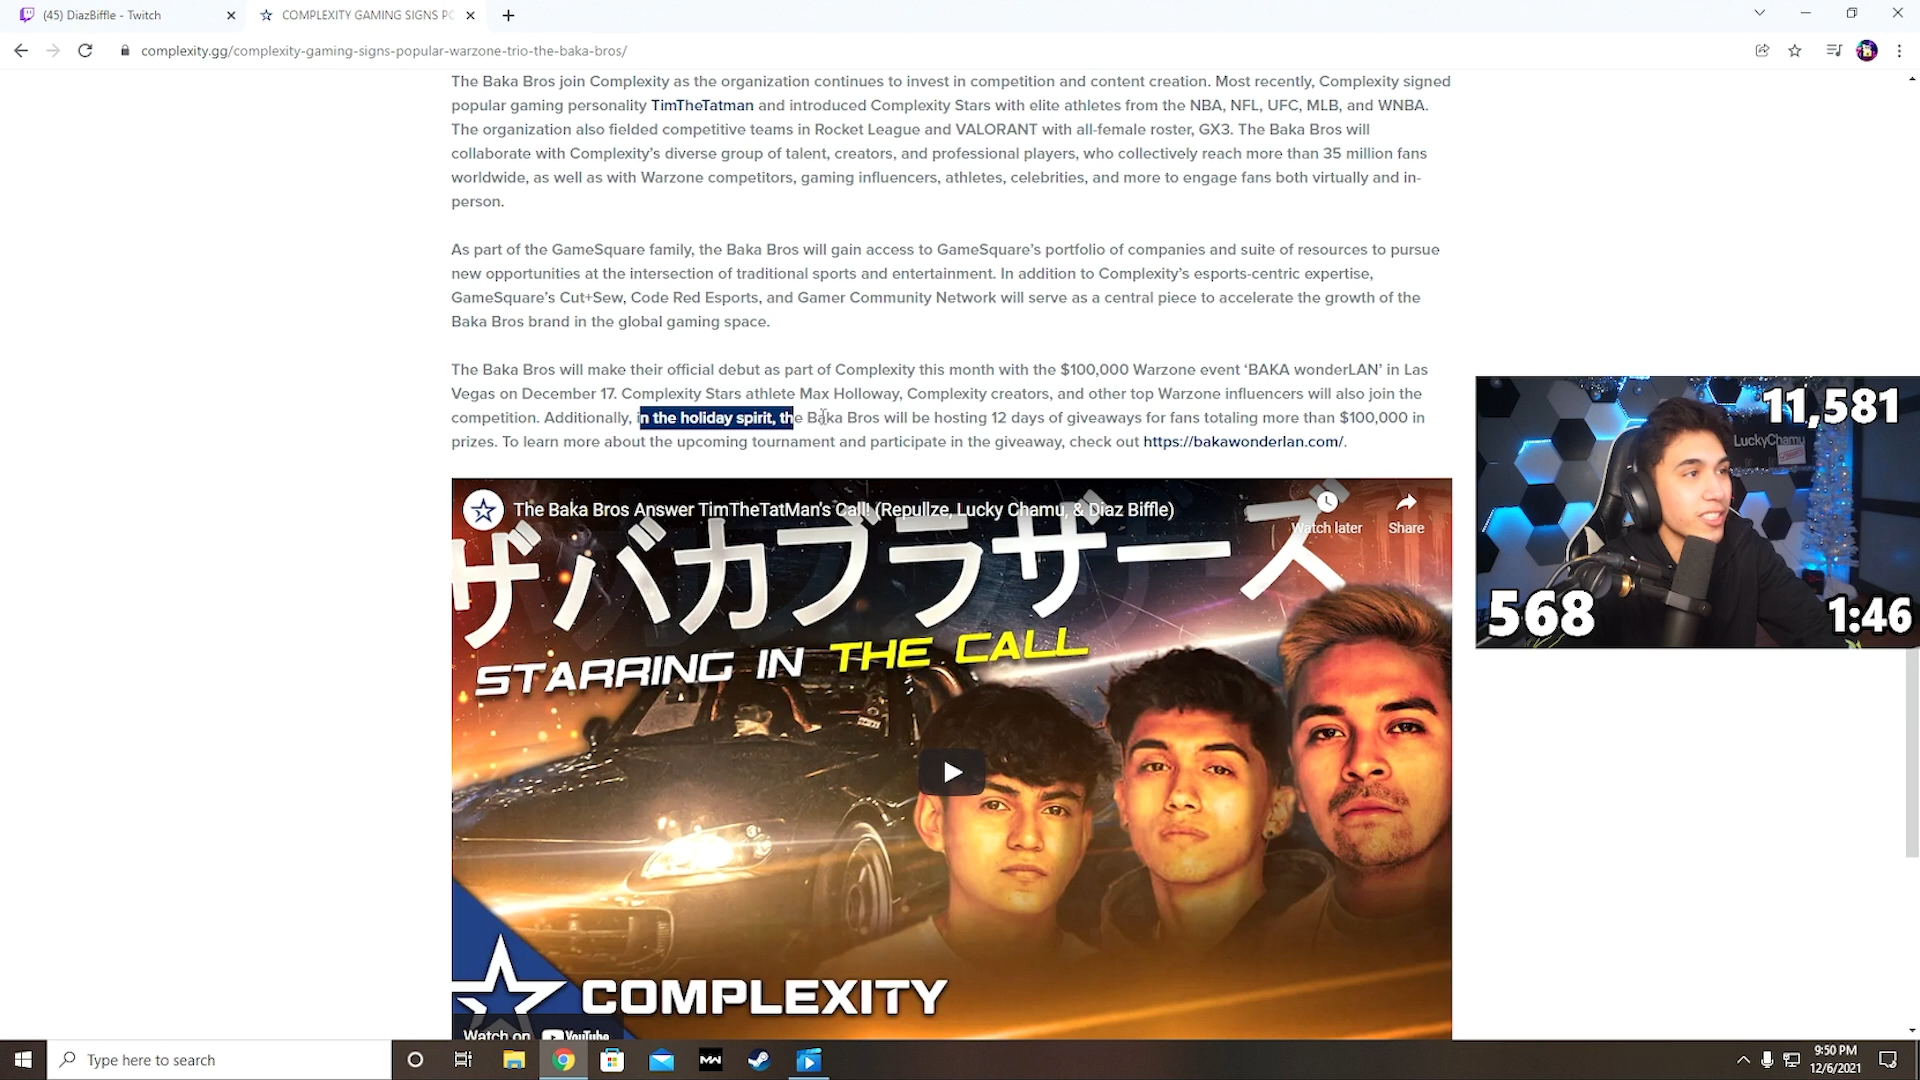 (45) DiazBiffle - Twitch
COMPLEXITY GAMING SIGNS PO
complexity.gg/complexity-gaming-signs-popular-warzone-trio-the-baka-bros/
The Baka Bros join Complexity as the organization continues to invest in competition and content creation. Most recently, Complexity signed
popular gaming personality TimTheTatman and introduced Complexity Stars with elite athletes from the NBA, NFL, UFC, MLB, and WNBA.
The organization also fielded competitive teams in Rocket League and VALORANT with all-female roster, GX3. The Baka Bros will
collaborate with Complexity’s diverse group of talent, creators, and professional players, who collectively reach more than 35 million fans
worldwide, as well as with Warzone competitors, gaming influencers, athletes, celebrities, and more to engage fans both virtually and in-
person.
As part of the GameSquare family, the Baka Bros will gain access to GameSquare’s portfolio of companies and suite of resources to pursue
new opportunities at the intersection of traditional sports and entertainment. In addition to Complexity’s esports-centric expertise,
GameSquare’s Cut+Sew, Code Red Esports, and Gamer Community Network will serve as a central piece to accelerate the growth of the
Baka Bros brand in the global gaming space.
The Baka Bros will make their official debut as part of Complexity this month with the $100,000 Warzone event ‘BAKA wonderLAN’ in Las
Vegas on December 17. Complexity Stars athlete Max Holloway, Complexity creators, and other top Warzone influencers will also join the
competition. Additionally, in the holiday spirit, the Baka Bros will be hosting 12 days of giveaways for fans totaling more than $100,000 in
prizes. To learn more about the upcoming tournament and participate in the giveaway, check out https://bakawonderlan.com/.
11,581
LuckyChamu
568
1:46
The Baka Bros Answer TimTheTatMan's Call! (Repullze, Lucky Chamu, & Diaz Biffle)
Watch later
Share
ザバカブラザーズ
STARRING IN THE CALL
COMPLEXITY
Watch on YouTube
Type here to search
MW
9:50 PM
12/6/2021